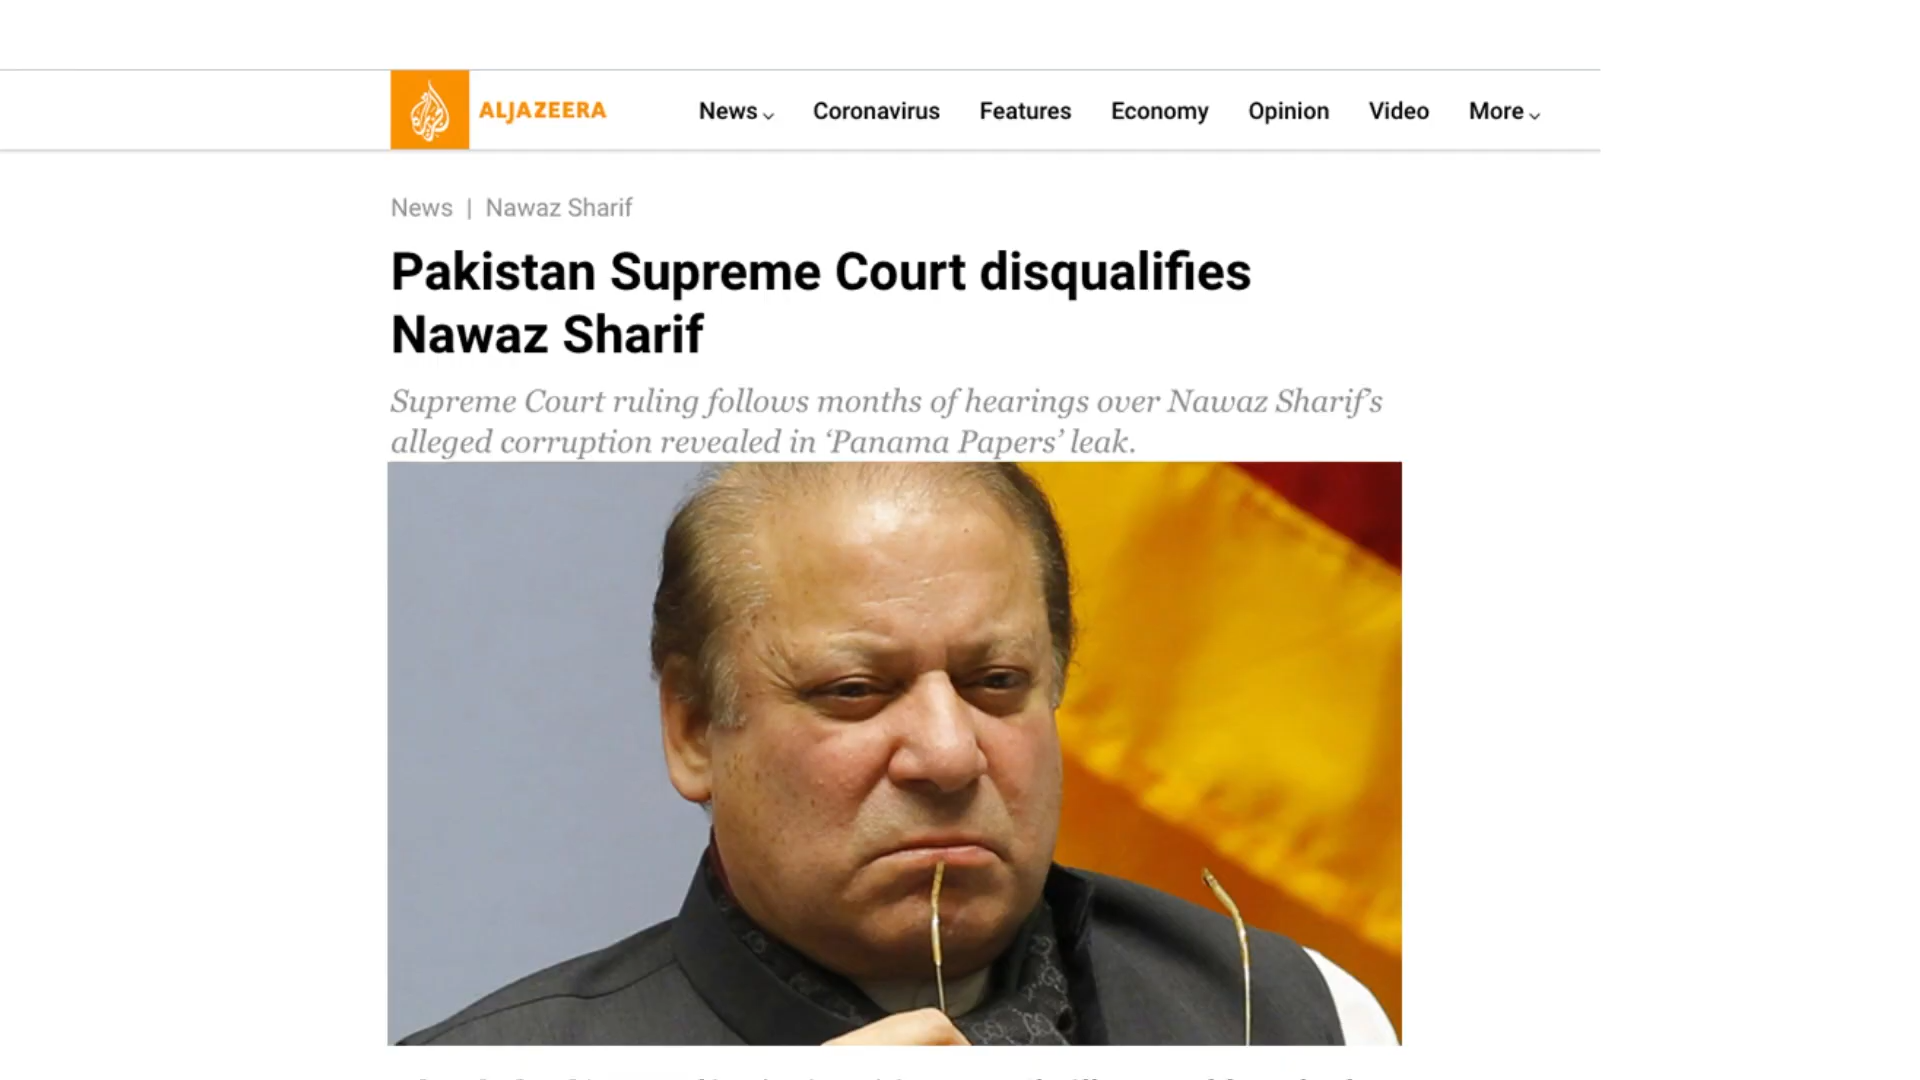 ALJAZEERA
News Coronavirus Features Economy Opinion Video More
News | Nawaz Sharif
Pakistan Supreme Court disqualifies
Nawaz Sharif
Supreme Court ruling follows months of hearings over Nawaz Sharif’s
alleged corruption revealed in ‘Panama Papers’ leak.